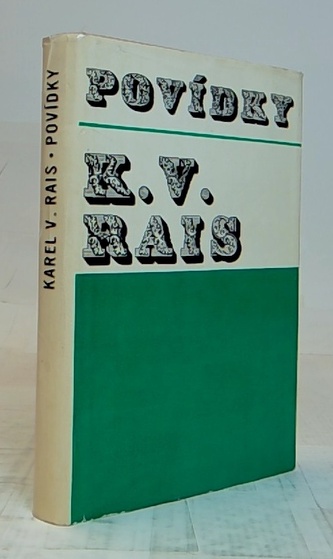 POVÍDKY
K.V.
RAIS
KAREL V. RAIS • POVÍDKY